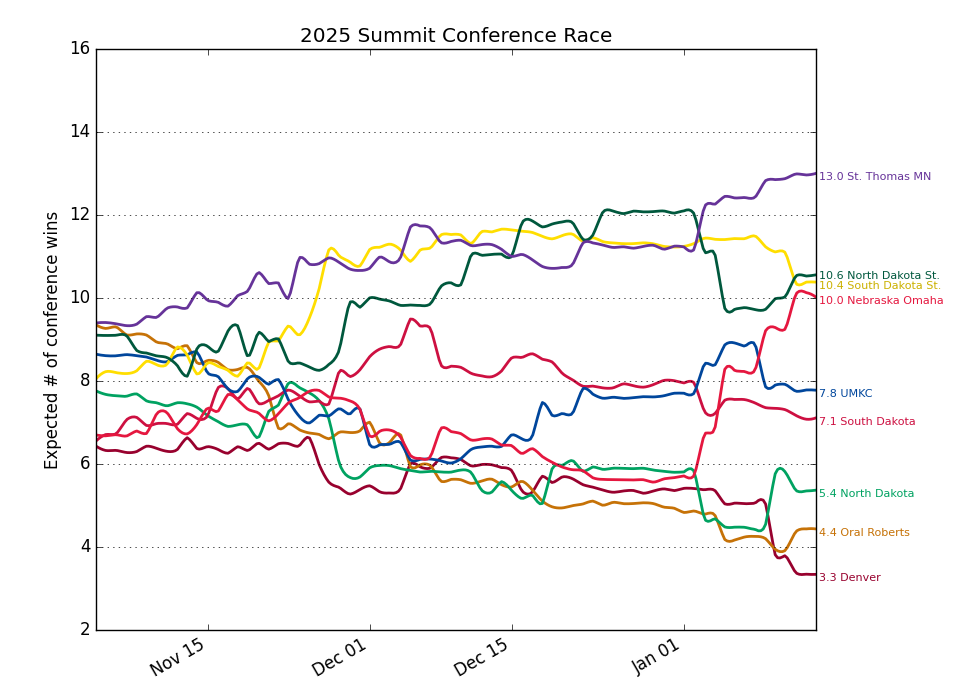 2025 Summit Conference Race
Expected # of conference wins
16
14
12
10
8
6
4
2
13.0 St. Thomas MN
10.6 North Dakota St.
10.4 South Dakota St.
10.0 Nebraska Omaha
7.8 UMKC
7.1 South Dakota
5.4 North Dakota
4.4 Oral Roberts
3.3 Denver
Nov 15
Dec 01
Dec 15
Jan 01